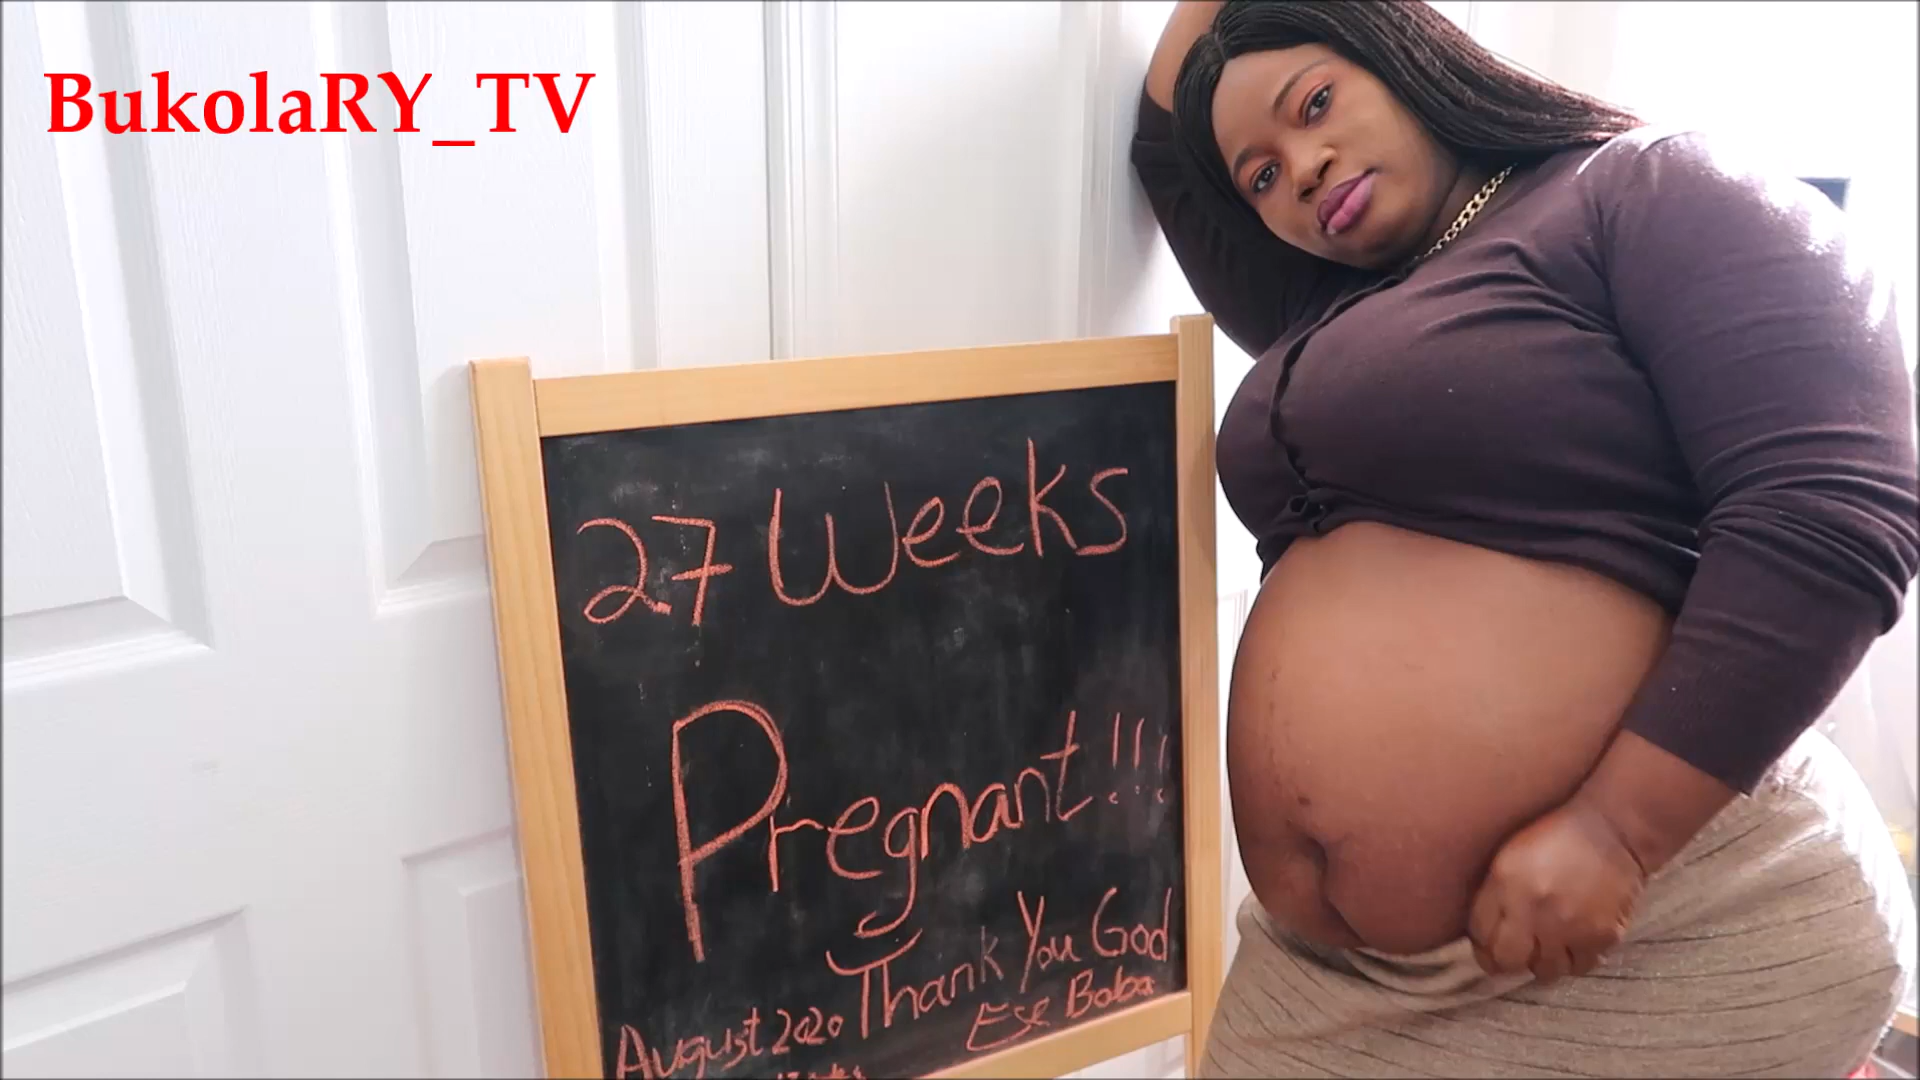 BukolaRY_TV
27 Weeks
Pregnant!!!
Thank You God
Ese Baba
August 2020